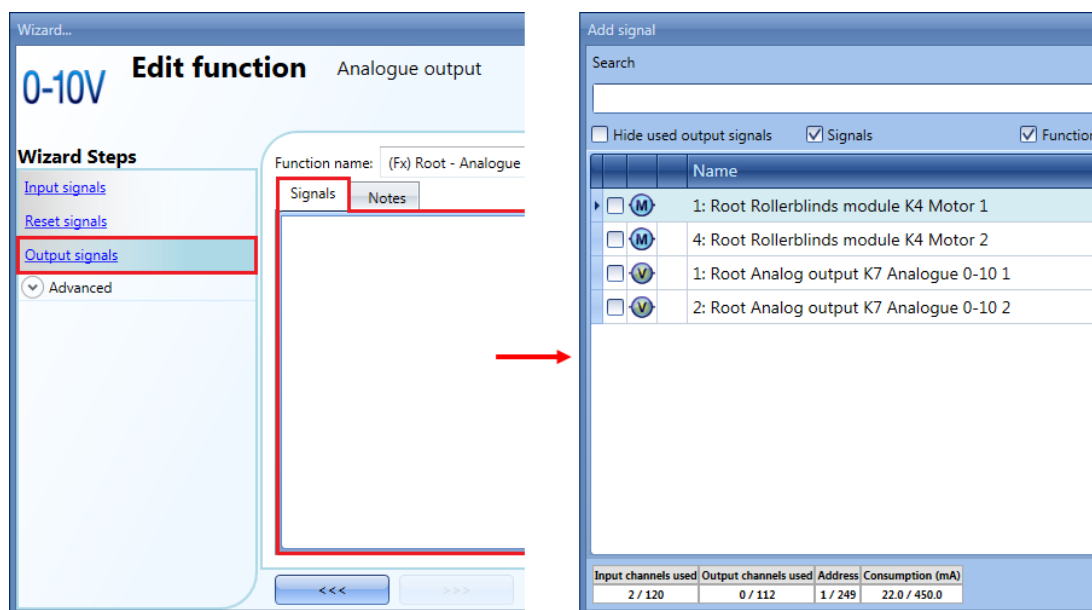 Wizard...
0-10V
Edit function Analogue output
Wizard Steps
Input signals
Reset signals
Output signals
Advanced
Function name: (Fx) Root - Analogue
Signals Notes
<<< >>>
Add signal
Search
Hide used output signals Signals Function
Name
M 1: Root Rollerblinds module K4 Motor 1
M 4: Root Rollerblinds module K4 Motor 2
V 1: Root Analog output K7 Analogue 0-10 1
V 2: Root Analog output K7 Analogue 0-10 2
Input channels used Output channels used Address Consumption (mA)
2 / 120 0 / 112 1 / 249 22.0 / 450.0